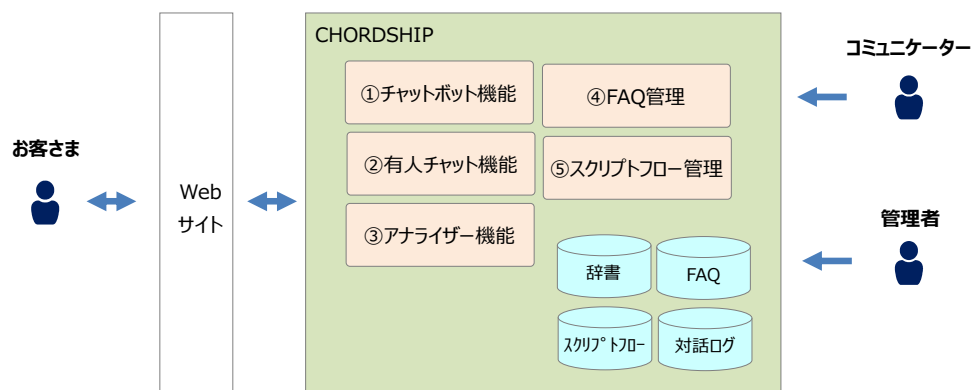 お客さま
Web
サイト
CHORDSHIP
①チャットボット機能
②有人チャット機能
③アナライザー機能
④FAQ管理
⑤スクリプトフロー管理
辞書
FAQ
ｽｸﾘﾌﾟﾄﾌﾛｰ
対話ログ
コミュニケーター
管理者